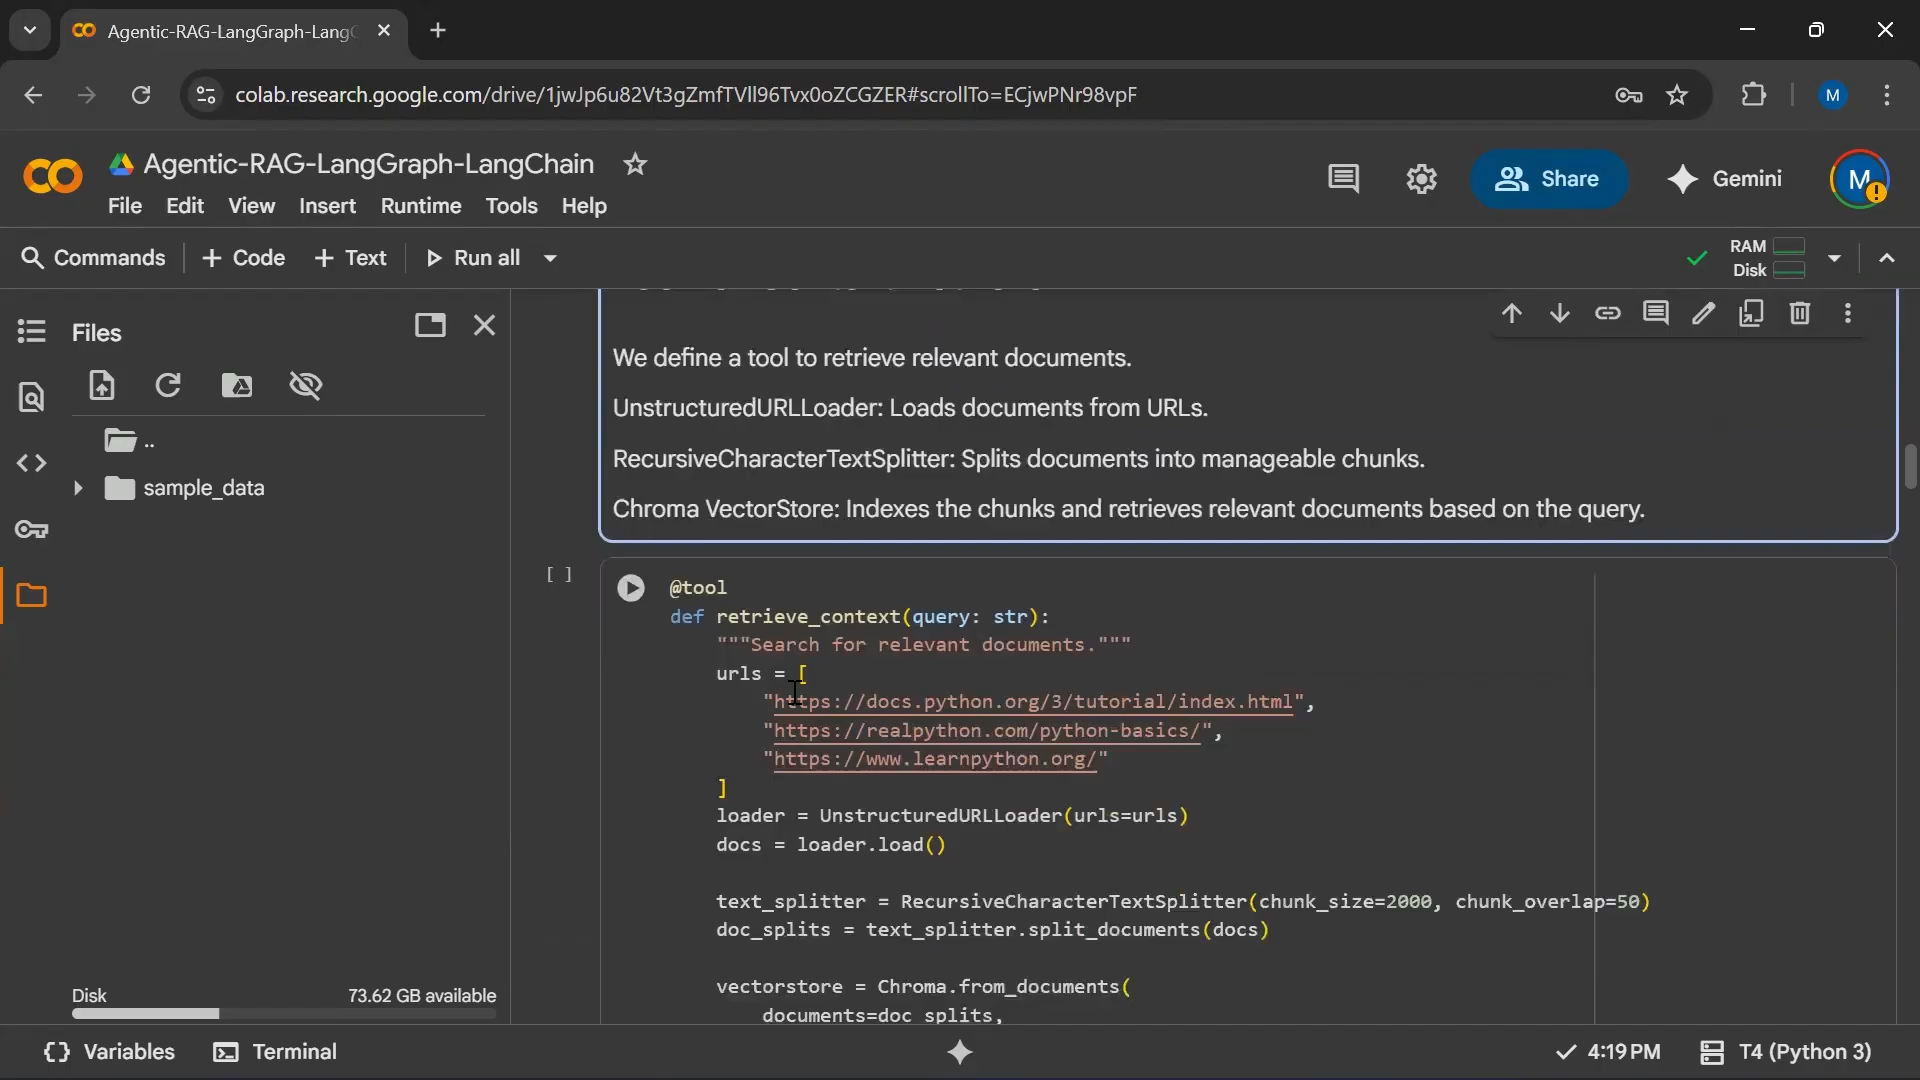 Agentic-RAG-LangGraph-Lang
colab.research.google.com/drive/1jwJp6u82Vt3gZmfTVll96Tvx0oZCGZER#scrollTo=ECjwPNr98vpF
M
Agentic-RAG-LangGraph-LangChain
File Edit View Insert Runtime Tools Help
Share
Gemini
M
Commands
+ Code
+ Text
Run all
RAM
Disk
Files
..
sample_data
We define a tool to retrieve relevant documents.
UnstructuredURLLoader: Loads documents from URLs.
RecursiveCharacterTextSplitter: Splits documents into manageable chunks.
Chroma VectorStore: Indexes the chunks and retrieves relevant documents based on the query.
[ ]
@tool
def retrieve_context(query: str):
"""Search for relevant documents."""
urls = [
"https://docs.python.org/3/tutorial/index.html",
"https://realpython.com/python-basics/",
"https://www.learnpython.org/"
]
loader = UnstructuredURLLoader(urls=urls)
docs = loader.load()
text_splitter = RecursiveCharacterTextSplitter(chunk_size=2000, chunk_overlap=50)
doc_splits = text_splitter.split_documents(docs)
vectorstore = Chroma.from_documents(
documents=doc_splits,
Disk
73.62 GB available
Variables
Terminal
4:19 PM
T4 (Python 3)